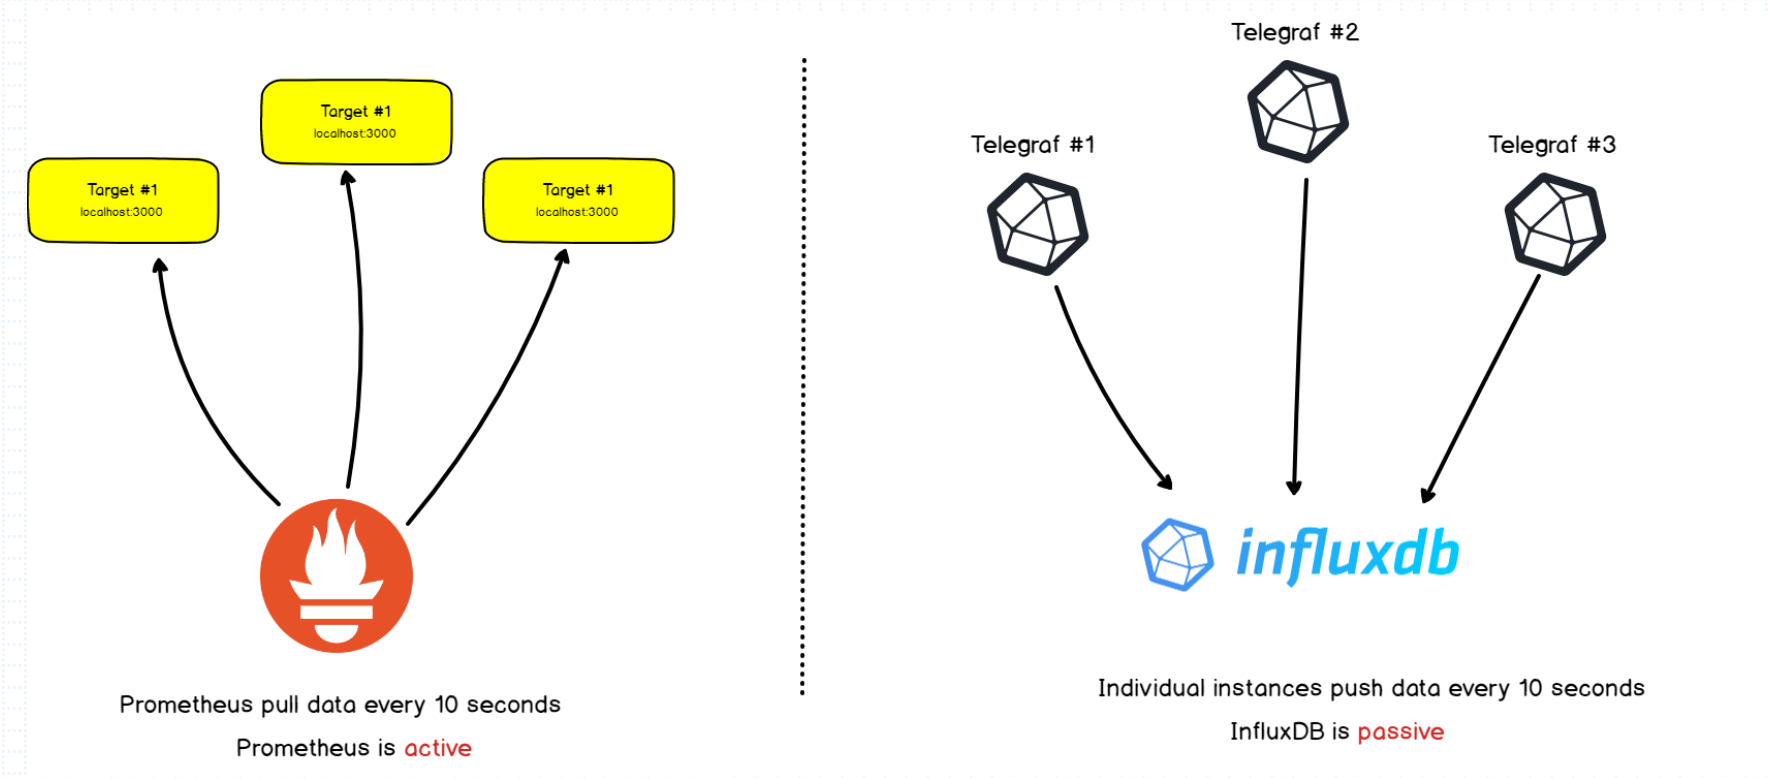 Target #1
localhost:3000
Target #1
localhost:3000
Target #1
localhost:3000
Prometheus pull data every 10 seconds
Prometheus is active
Telegraf #2
Telegraf #1
Telegraf #3
influxdb
Individual instances push data every 10 seconds
InfluxDB is passive